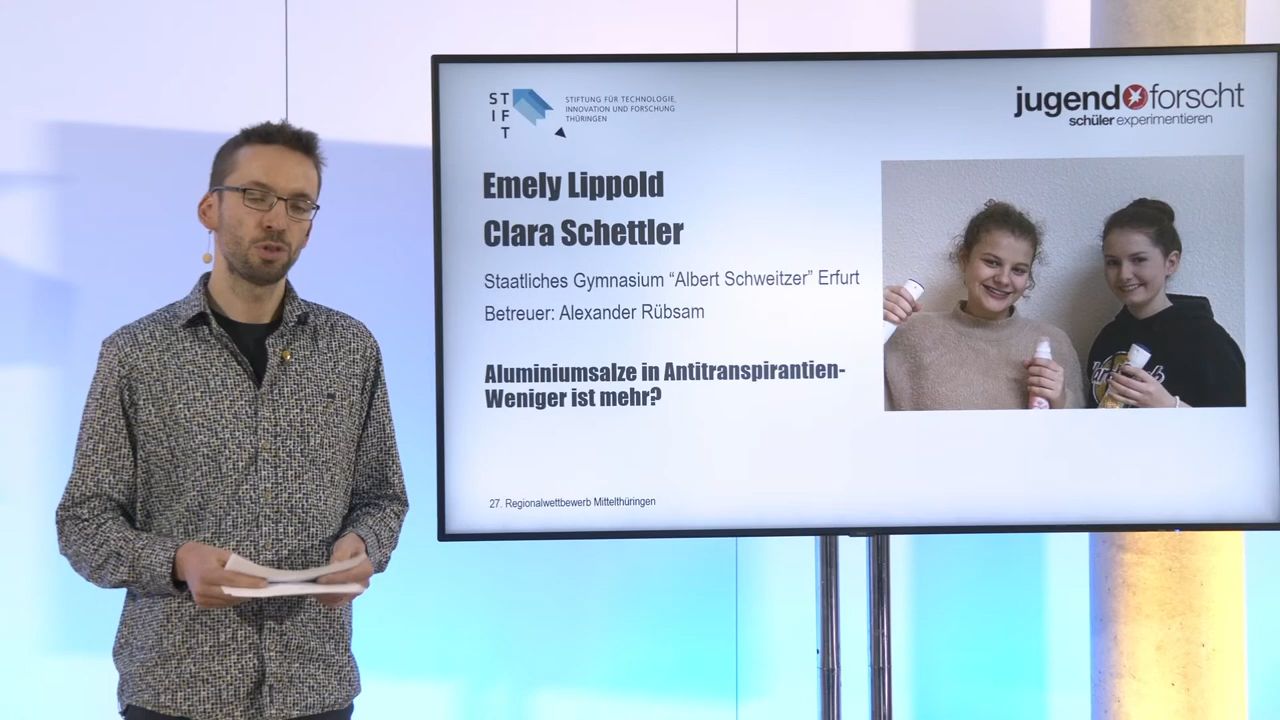 ST
IF
T
STIFTUNG FÜR TECHNOLOGIE,
INNOVATION UND FORSCHUNG
THÜRINGEN
jugend forscht
schüler experimentieren
Emely Lippold
Clara Schettler
Staatliches Gymnasium “Albert Schweitzer” Erfurt
Betreuer: Alexander Rübsam
Aluminiumsalze in Antitranspirantien-
Weniger ist mehr?
27. Regionalwettbewerb Mittelthüringen